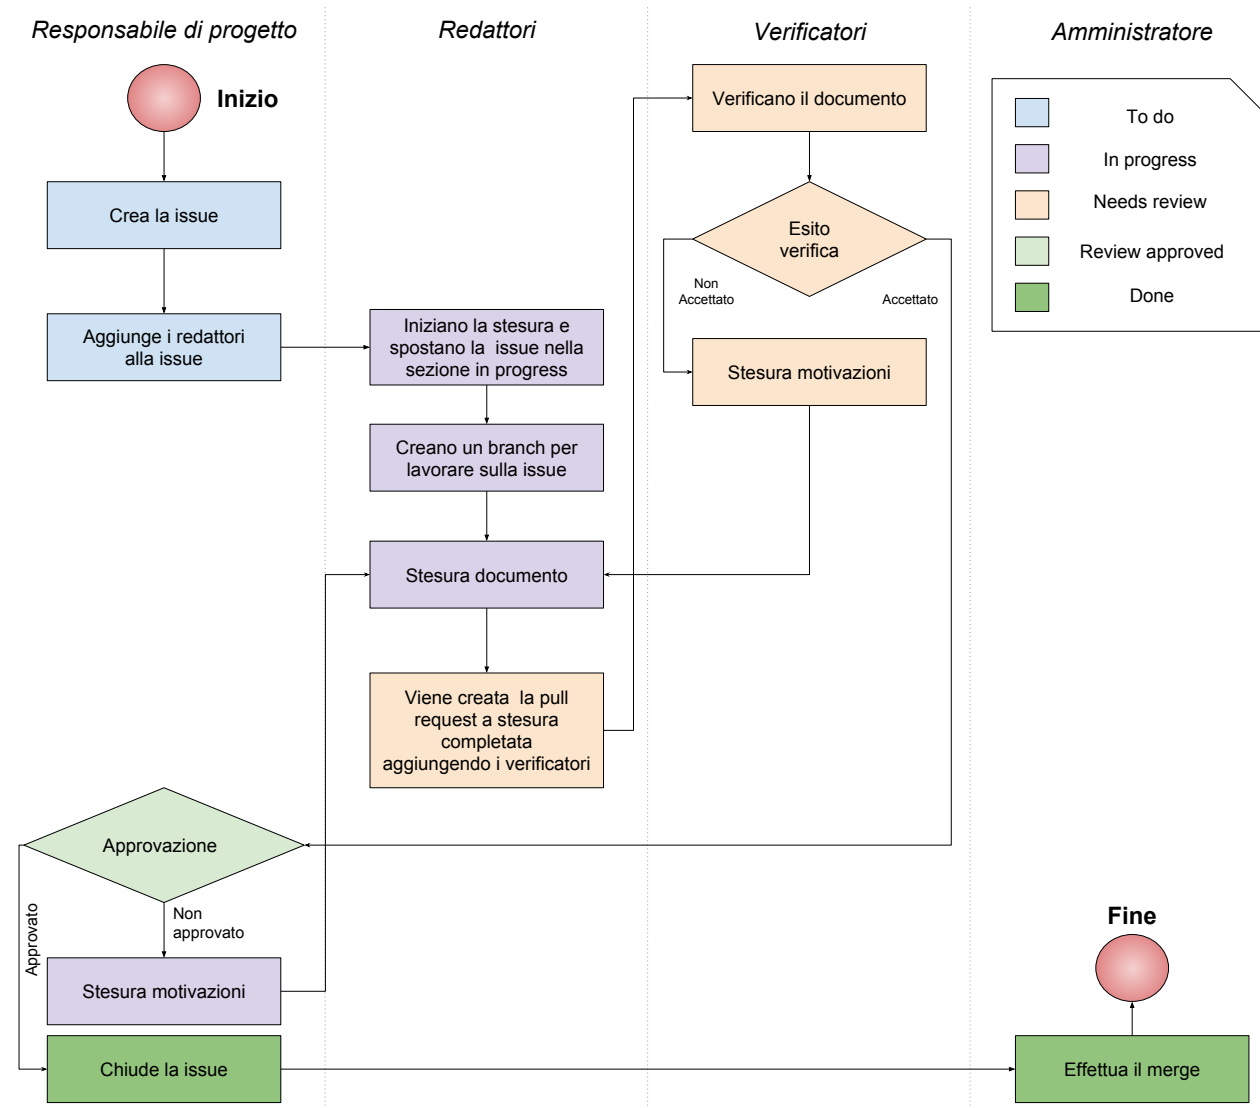 Responsabile di progetto
Redattori
Verificatori
Amministratore
Inizio
Crea la issue
Aggiunge i redattori
alla issue
Iniziano la stesura e
spostano la issue nella
sezione in progress
Creano un branch per
lavorare sulla issue
Stesura documento
Viene creata la pull
request a stesura
completata
aggiungendo i verificatori
Verificano il documento
Esito
verifica
Non
Accettato
Accettato
Stesura motivazioni
To do
In progress
Needs review
Review approved
Done
Approvazione
Approvato
Non
approvato
Stesura motivazioni
Chiude la issue
Effettua il merge
Fine